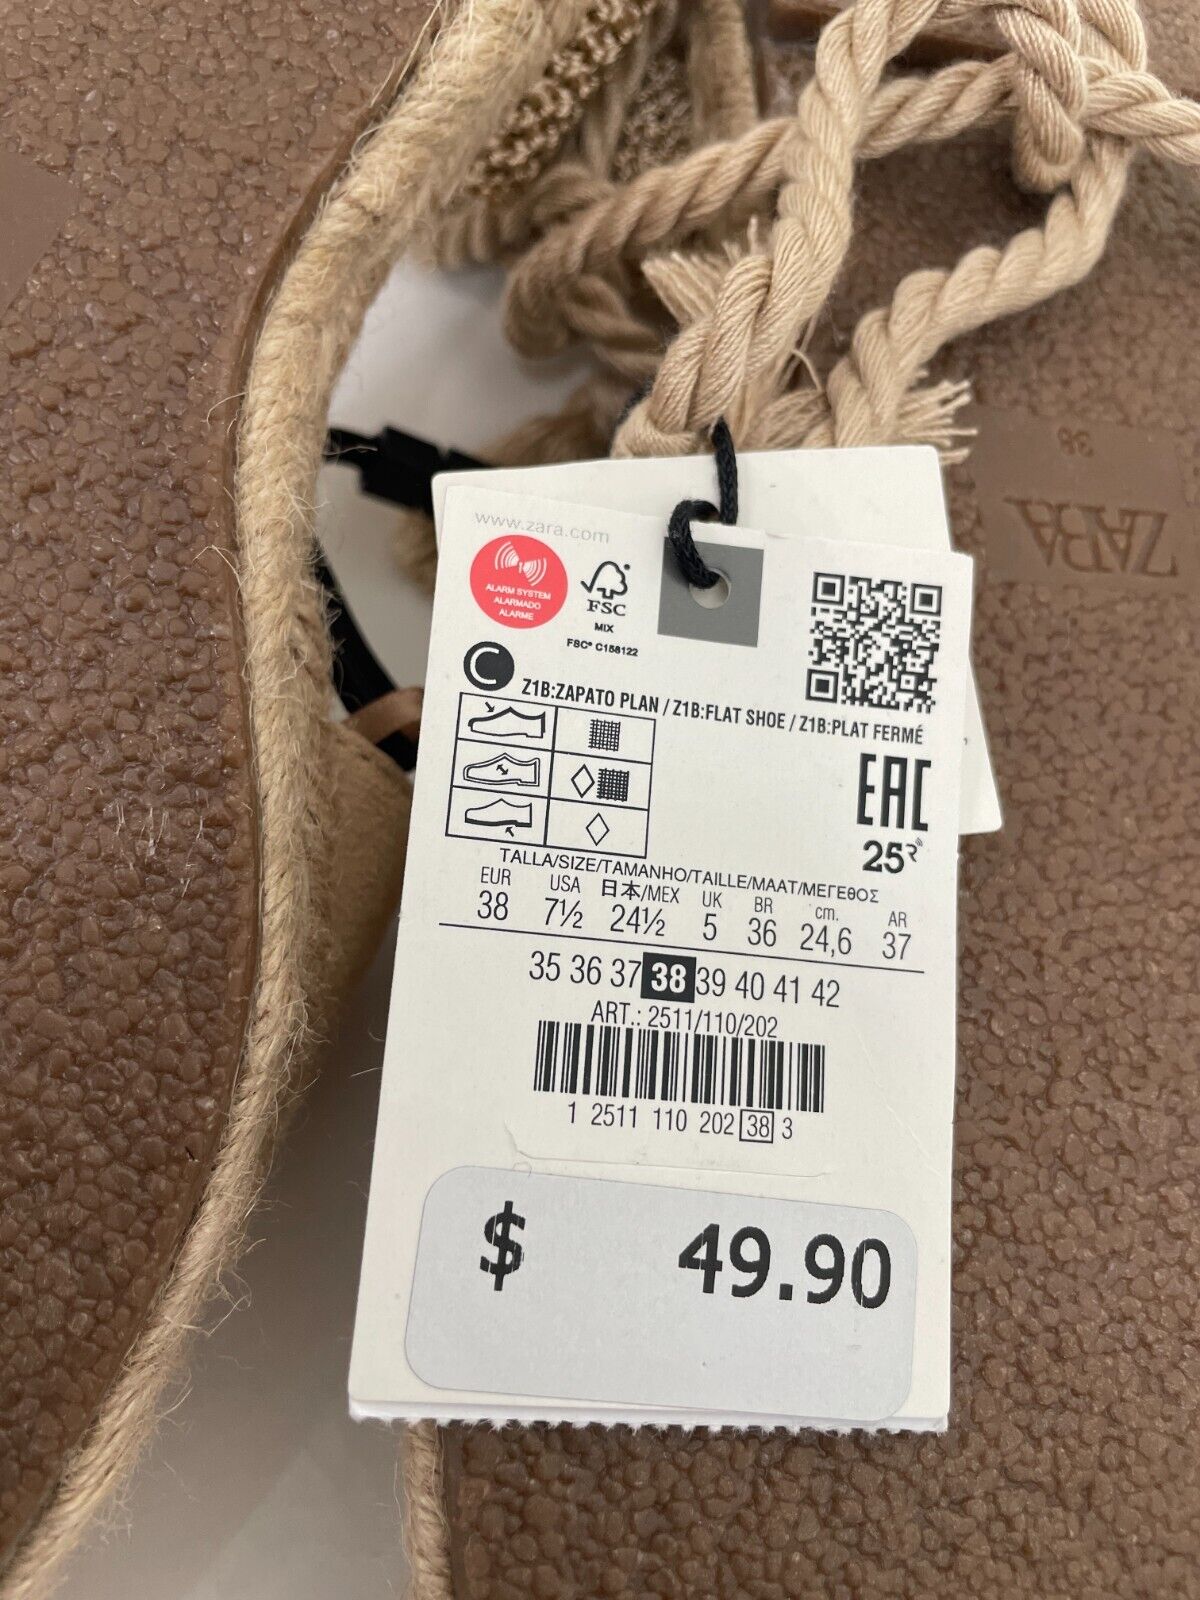 www.zara.com
ALARM SYSTEM
ALARMADO
ALARME
FSC
MIX
FSC® C158122
C
Z1B:ZAPATO PLAN / Z1B:FLAT SHOE / Z1B:PLAT FERMÉ
EAC
25
TALLA/SIZE/TAMANHO/TAILLE/MAAT/ΜΕΓΕθΟΣ
EUR USA 日本/MEX UK BR cm. AR
38 7½ 24½ 5 36 24,6 37
35 36 37 38 39 40 41 42
ART.: 2511/110/202
1 2511 110 202 38 3
$ 49.90
38
ZARA